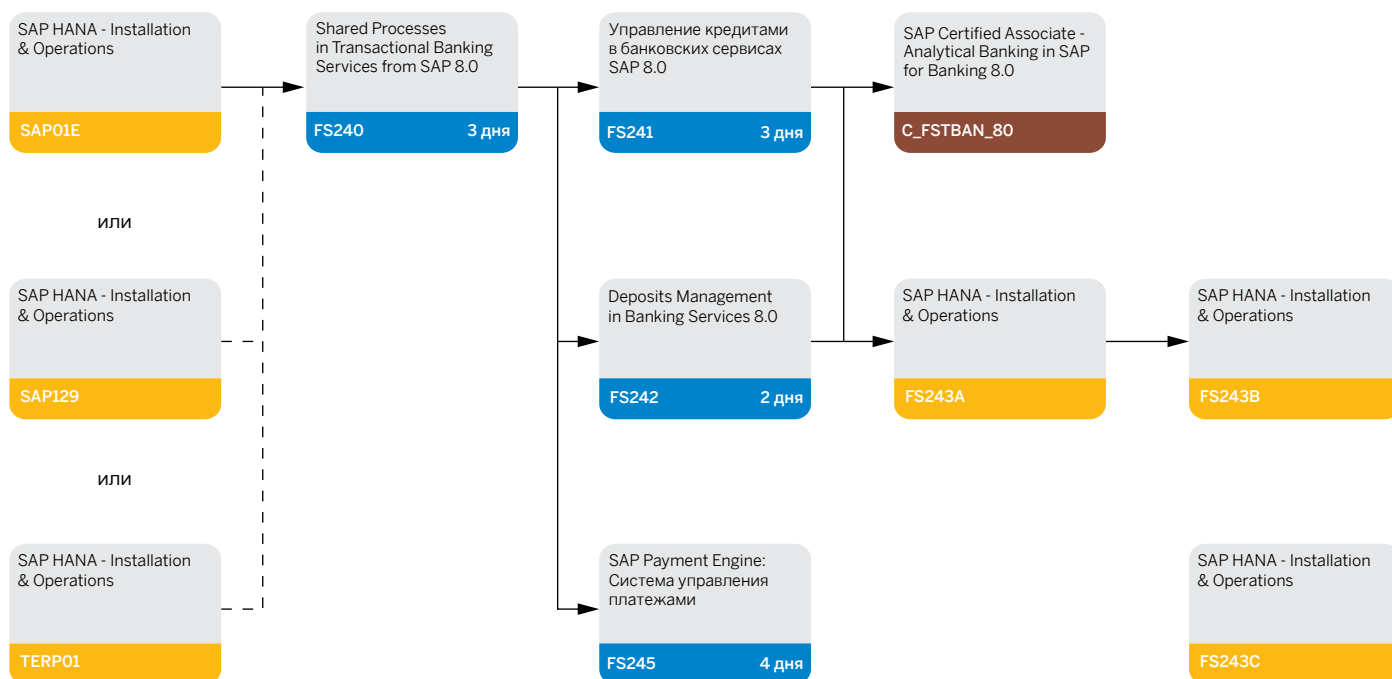 SAP HANA - Installation
& Operations
SAP01E
Shared Processes
in Transactional Banking
Services from SAP 8.0
FS240 3 дня
Управление кредитами
в банковских сервисах
SAP 8.0
FS241 3 дня
SAP Certified Associate -
Analytical Banking in SAP
for Banking 8.0
C_FSTBAN_80
или
SAP HANA - Installation
& Operations
SAP129
Deposits Management
in Banking Services 8.0
FS242 2 дня
SAP HANA - Installation
& Operations
FS243A
SAP HANA - Installation
& Operations
FS243B
или
SAP HANA - Installation
& Operations
TERP01
SAP Payment Engine:
Система управления
платежами
FS245 4 дня
SAP HANA - Installation
& Operations
FS243C